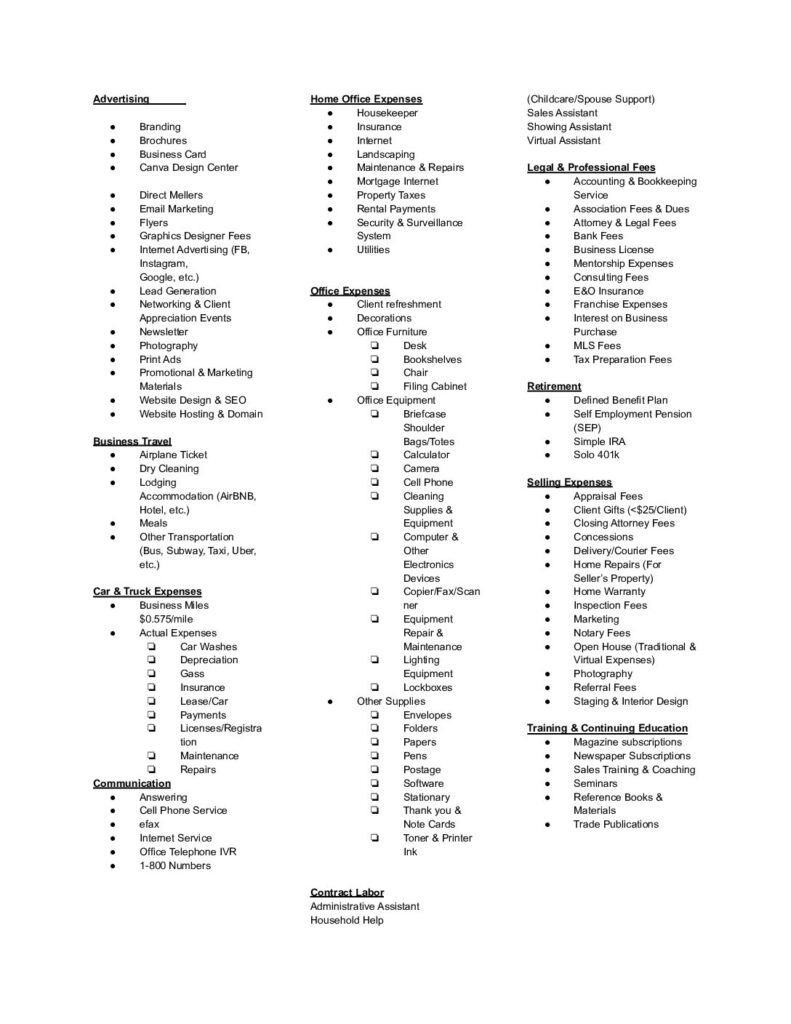 Advertising
● Branding
● Brochures
● Business Card
● Canva Design Center
● Direct Mellers
● Email Marketing
● Flyers
● Graphics Designer Fees
● Internet Advertising (FB,
Instagram,
Google, etc.)
● Lead Generation
● Networking & Client
Appreciation Events
● Newsletter
● Photography
● Print Ads
● Promotional & Marketing
Materials
● Website Design & SEO
● Website Hosting & Domain
Business Travel
● Airplane Ticket
● Dry Cleaning
● Lodging
Accommodation (AirBNB,
Hotel, etc.)
● Meals
● Other Transportation
(Bus, Subway, Taxi, Uber,
etc.)
Car & Truck Expenses
● Business Miles
$0.575/mile
● Actual Expenses
❏ Car Washes
❏ Depreciation
❏ Gass
❏ Insurance
❏ Lease/Car
❏ Payments
❏ Licenses/Registra
tion
❏ Maintenance
❏ Repairs
Communication
● Answering
● Cell Phone Service
● efax
● Internet Service
● Office Telephone IVR
● 1-800 Numbers
Home Office Expenses
● Housekeeper
● Insurance
● Internet
● Landscaping
● Maintenance & Repairs
● Mortgage Internet
● Property Taxes
● Rental Payments
● Security & Surveillance
System
● Utilities
Office Expenses
● Client refreshment
● Decorations
● Office Furniture
❏ Desk
❏ Bookshelves
❏ Chair
❏ Filing Cabinet
● Office Equipment
❏ Briefcase
Shoulder
Bags/Totes
❏ Calculator
❏ Camera
❏ Cell Phone
❏ Cleaning
Supplies &
Equipment
❏ Computer &
Other
Electronics
Devices
❏ Copier/Fax/Scan
ner
❏ Equipment
Repair &
Maintenance
❏ Lighting
Equipment
❏ Lockboxes
● Other Supplies
❏ Envelopes
❏ Folders
❏ Papers
❏ Pens
❏ Postage
❏ Software
❏ Stationary
❏ Thank you &
Note Cards
❏ Toner & Printer
Ink
Contract Labor
Administrative Assistant
Household Help
(Childcare/Spouse Support)
Sales Assistant
Showing Assistant
Virtual Assistant
Legal & Professional Fees
● Accounting & Bookkeeping
Service
● Association Fees & Dues
● Attorney & Legal Fees
● Bank Fees
● Business License
● Mentorship Expenses
● Consulting Fees
● E&O Insurance
● Franchise Expenses
● Interest on Business
Purchase
● MLS Fees
● Tax Preparation Fees
Retirement
● Defined Benefit Plan
● Self Employment Pension
(SEP)
● Simple IRA
● Solo 401k
Selling Expenses
● Appraisal Fees
● Client Gifts (<$25/Client)
● Closing Attorney Fees
● Concessions
● Delivery/Courier Fees
● Home Repairs (For
Seller's Property)
● Home Warranty
● Inspection Fees
● Marketing
● Notary Fees
● Open House (Traditional &
Virtual Expenses)
● Photography
● Referral Fees
● Staging & Interior Design
Training & Continuing Education
● Magazine subscriptions
● Newspaper Subscriptions
● Sales Training & Coaching
● Seminars
● Reference Books &
Materials
● Trade Publications